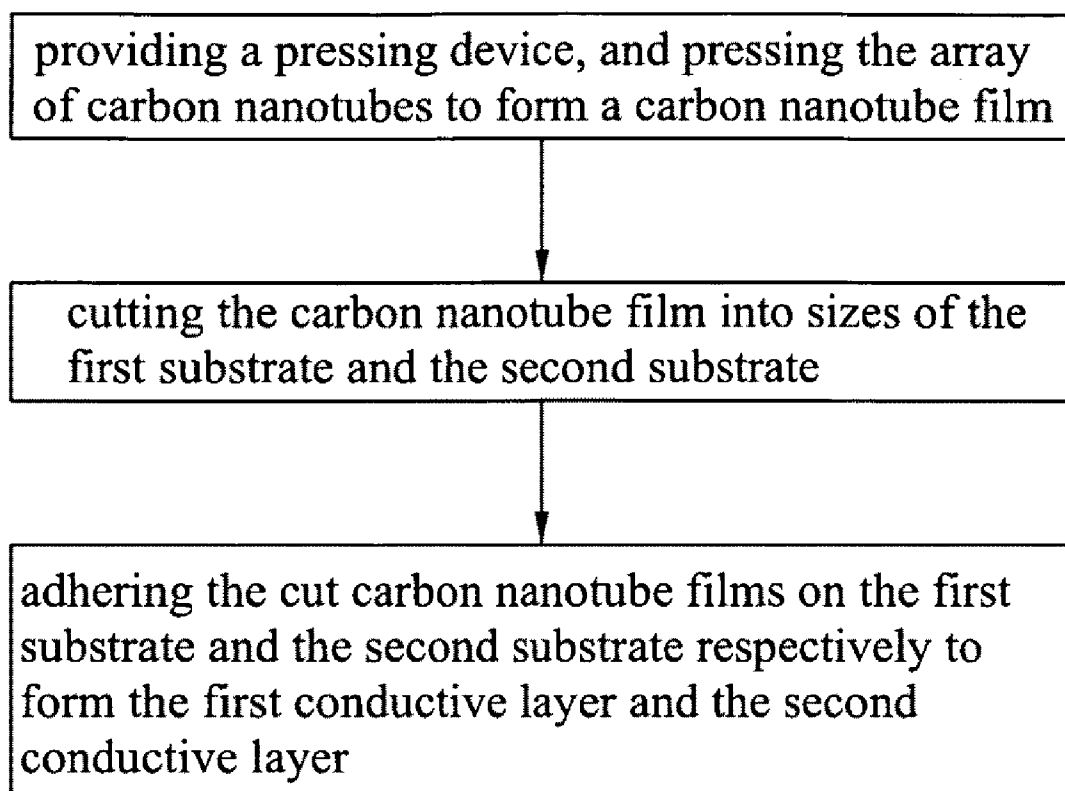 providing a pressing device, and pressing the array
of carbon nanotubes to form a carbon nanotube film
cutting the carbon nanotube film into sizes of the
first substrate and the second substrate
adhering the cut carbon nanotube films on the first
substrate and the second substrate respectively to
form the first conductive layer and the second
conductive layer